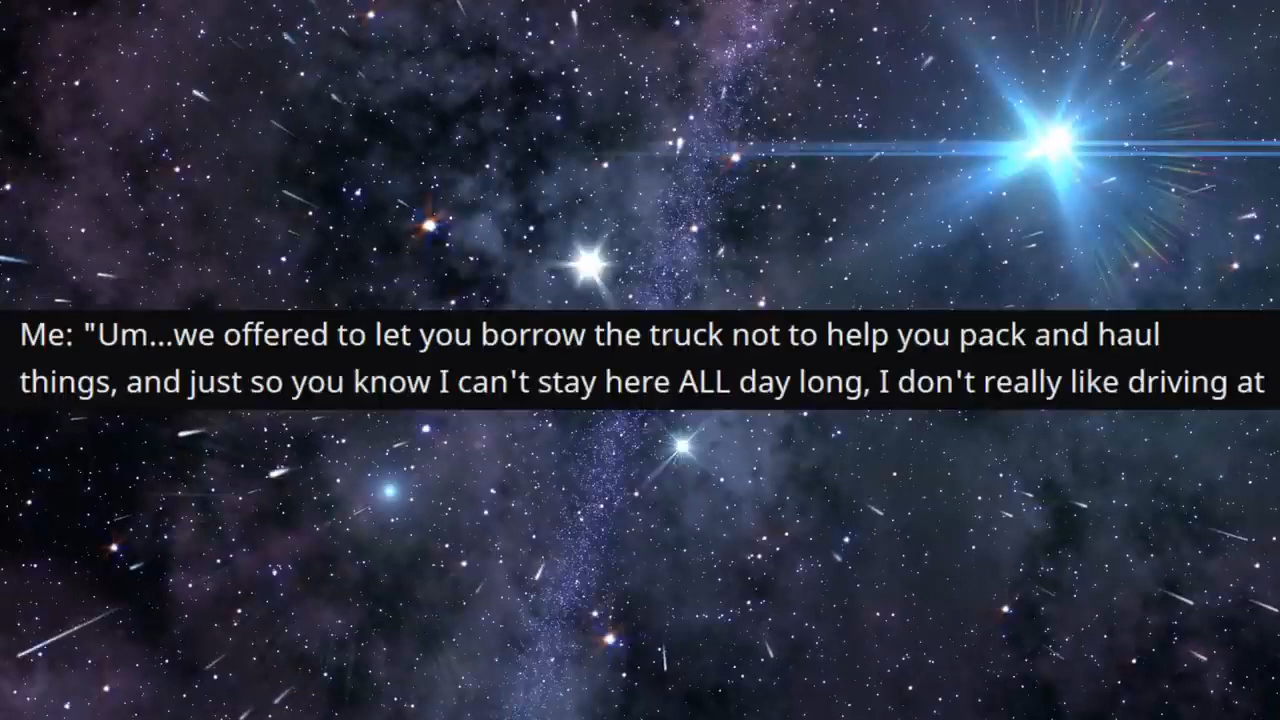 Me: "Um...we offered to let you borrow the truck not to help you pack and haul
things, and just so you know I can't stay here ALL day long, I don't really like driving at